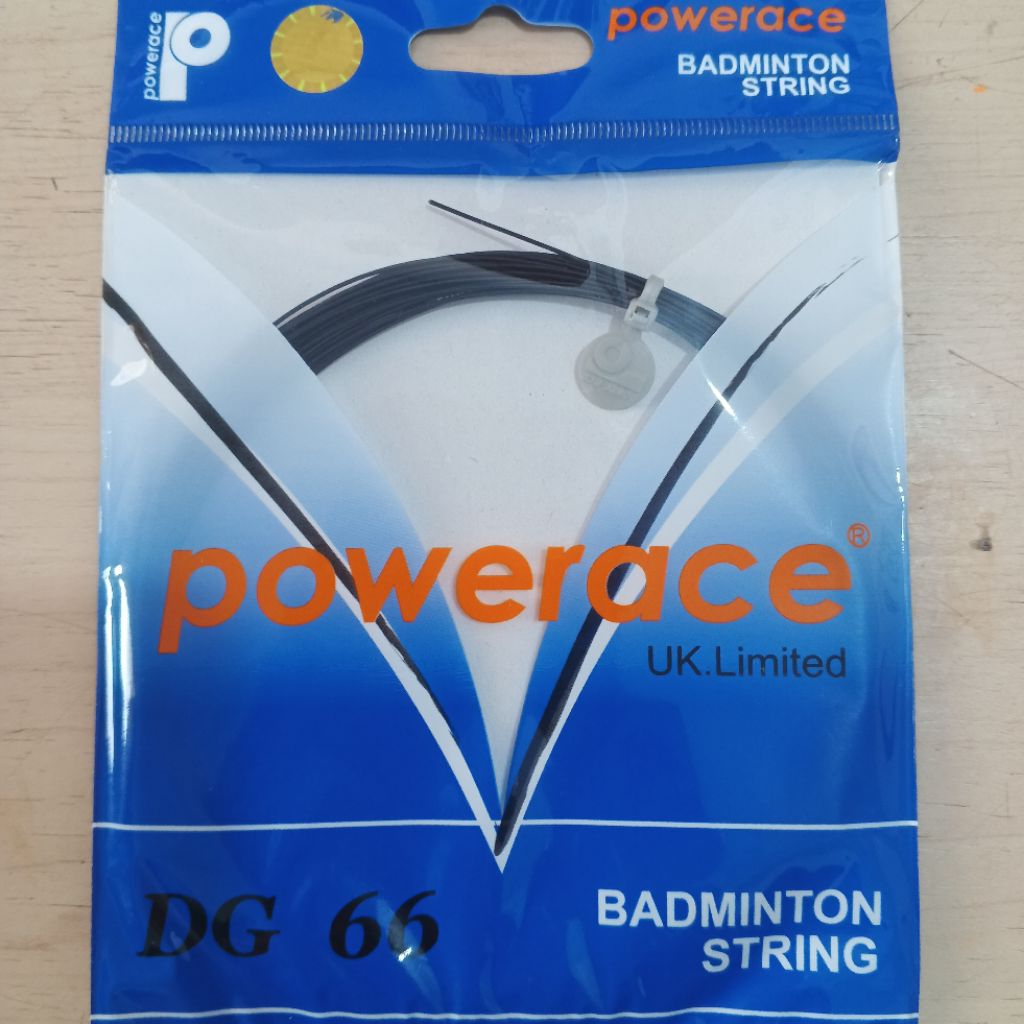 powerace
powerace
BADMINTON
STRING
powerace®
UK.Limited
DG 66
BADMINTON
STRING